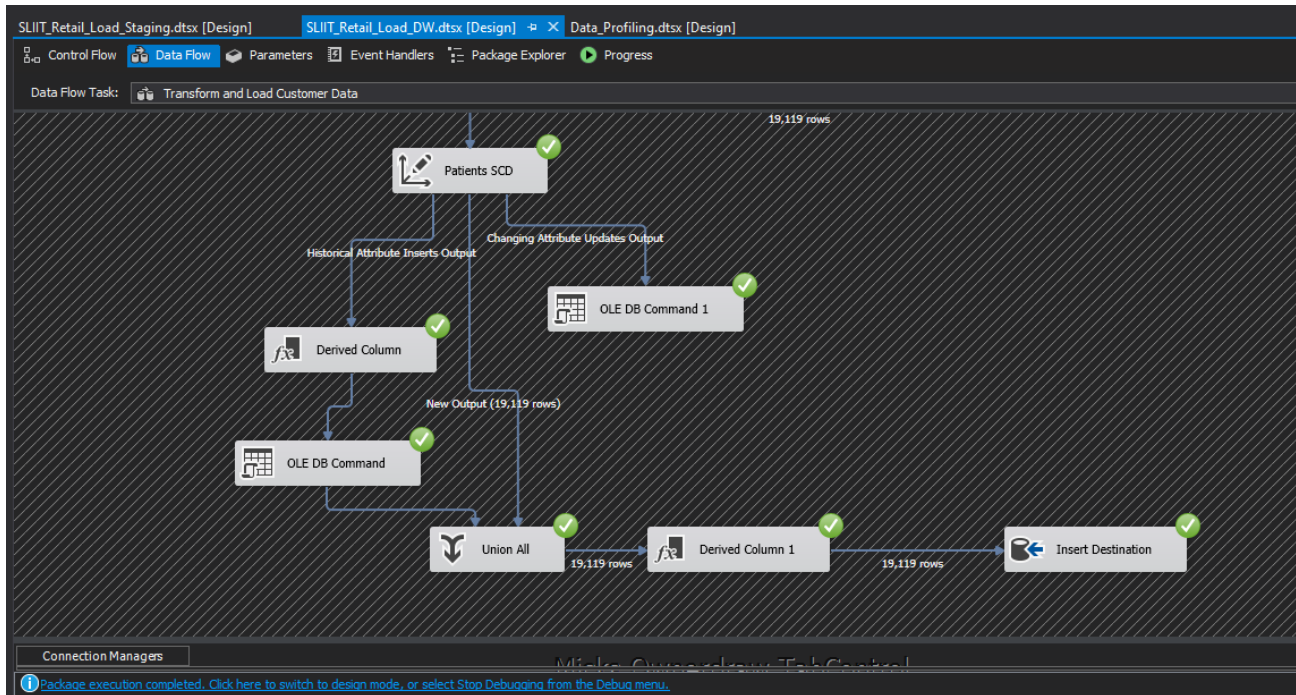 SLIIT_Retail_Load_Staging.dtsx [Design]
SLIIT_Retail_Load_DW.dtsx [Design]
Data_Profiling.dtsx [Design]
Control Flow
Data Flow
Parameters
Event Handlers
Package Explorer
Progress
Data Flow Task:
Transform and Load Customer Data
19,119 rows
Patients SCD
Changing Attribute Updates Output
Historical Attribute Inserts Output
OLE DB Command 1
Derived Column
New Output (19,119 rows)
OLE DB Command
Union All
19,119 rows
Derived Column 1
19,119 rows
Insert Destination
Connection Managers
Package execution completed. Click here to switch to design mode, or select Stop Debugging from the Debug menu.